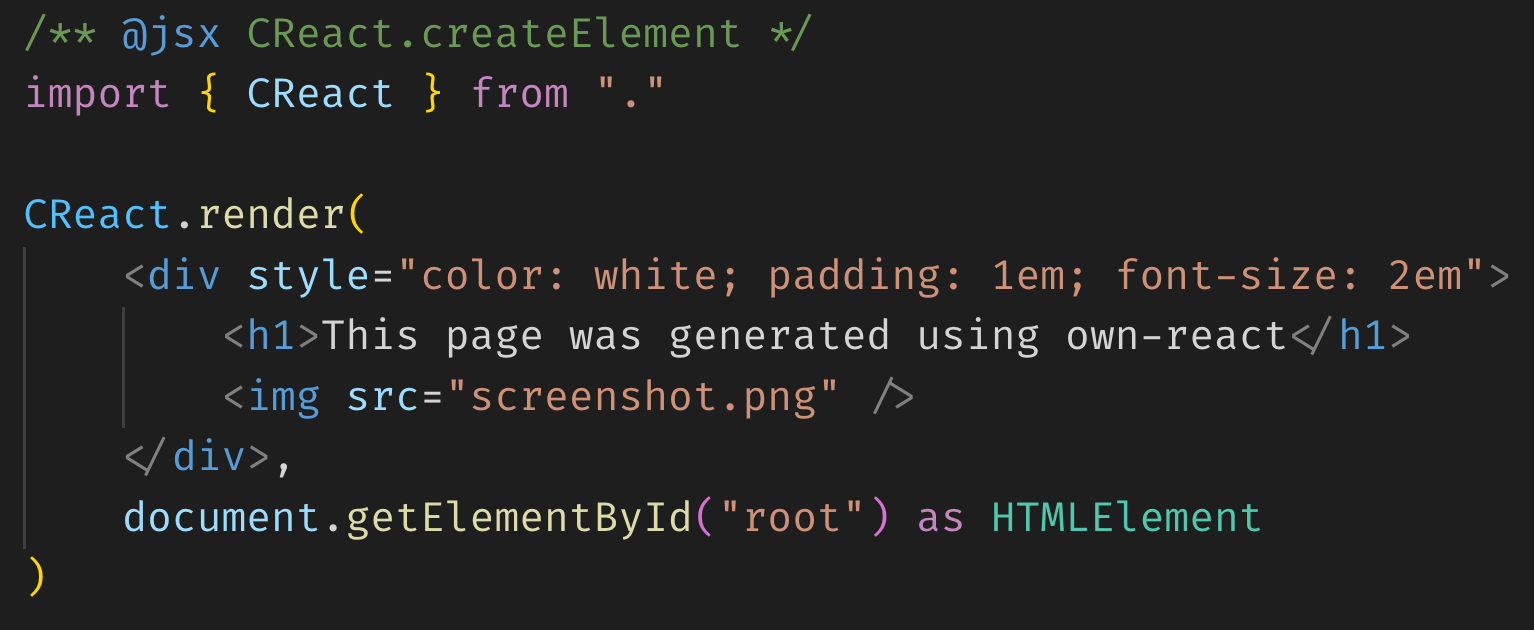 /** @jsx CReact.createElement */
import { CReact } from "."
CReact.render(
<div style="color: white; padding: 1em; font-size: 2em">
<h1>This page was generated using own-react</h1>
<img src="screenshot.png" />
</div>,
document.getElementById("root") as HTMLElement
)